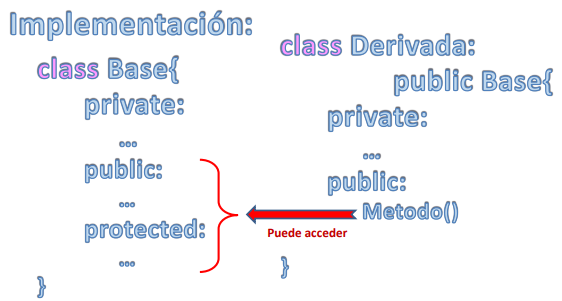 Implementación:
class Base{
private:
...
public:
...
protected:
...
}
class Derivada:
public Base{
private:
...
public:
Metodo()
Puede acceder
}